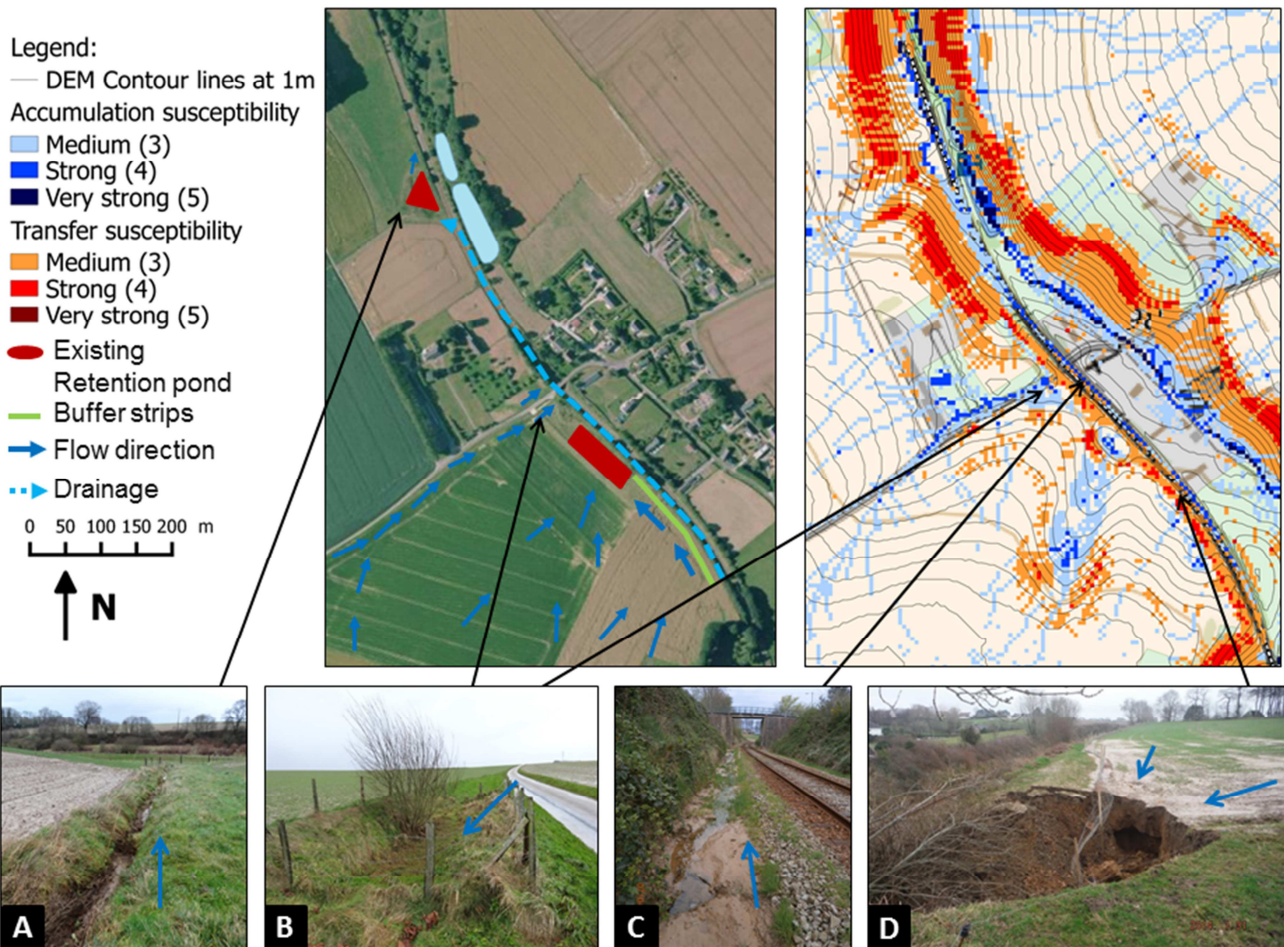 Legend:
DEM Contour lines at 1m
Accumulation susceptibility
Medium (3)
Strong (4)
Very strong (5)
Transfer susceptibility
Medium (3)
Strong (4)
Very strong (5)
Existing
Retention pond
Buffer strips
Flow direction
Drainage
0 50 100 150 200 m
N
A
B
C
D